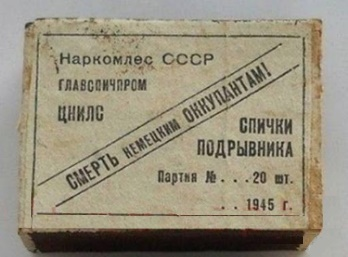 Наркомлес СССР
ГЛАВСПИЧПРОМ
ЦНИЛС
СМЕРТЬ НЕМЕЦКИМ ОККУПАНТАМ!
СПИЧКИ
ПОДРЫВНИКА
Партия № . . . 20 шт.
. . 1945 г.